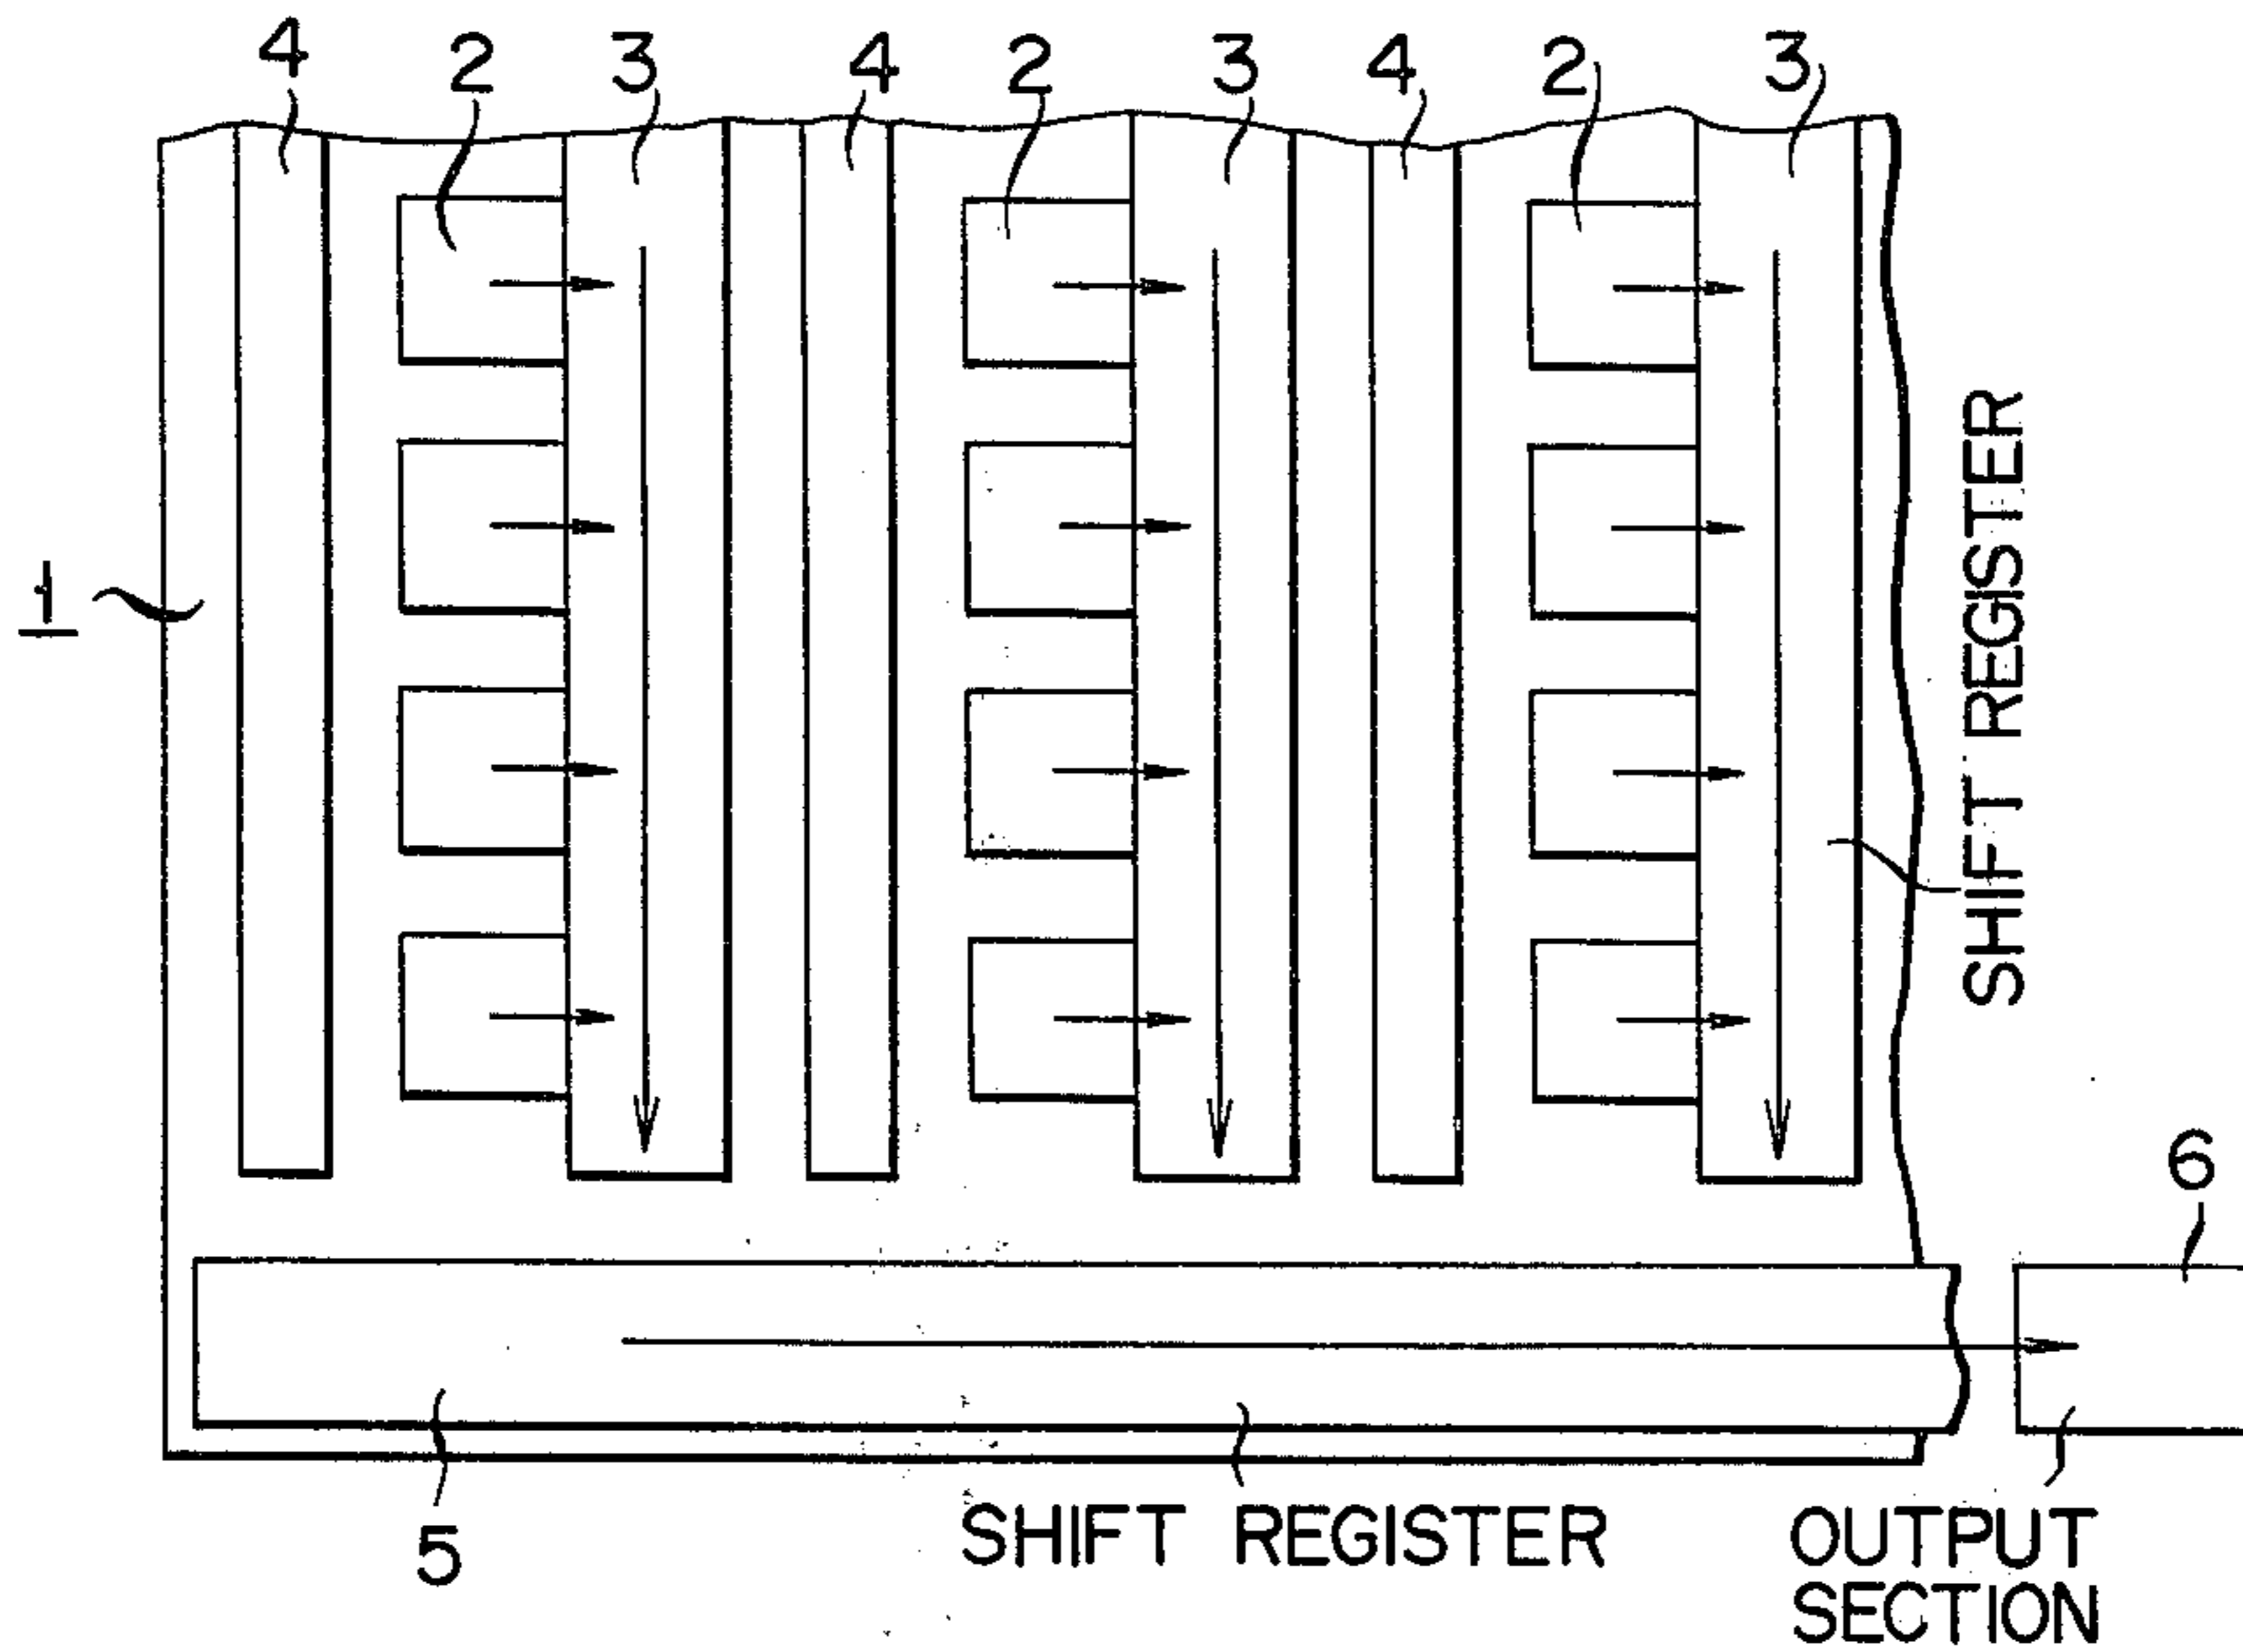 4 2 3 4 2 3 4 2 3
1
SHIFT REGISTER
6
5
SHIFT REGISTER
OUTPUT
SECTION